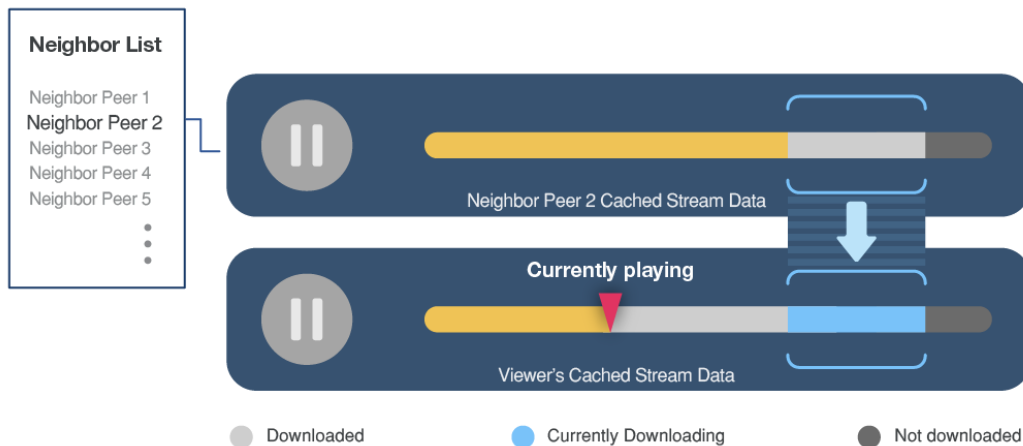 Neighbor List
Neighbor Peer 1
Neighbor Peer 2
Neighbor Peer 3
Neighbor Peer 4
Neighbor Peer 5
Neighbor Peer 2 Cached Stream Data
Currently playing
Viewer's Cached Stream Data
Downloaded
Currently Downloading
Not downloaded